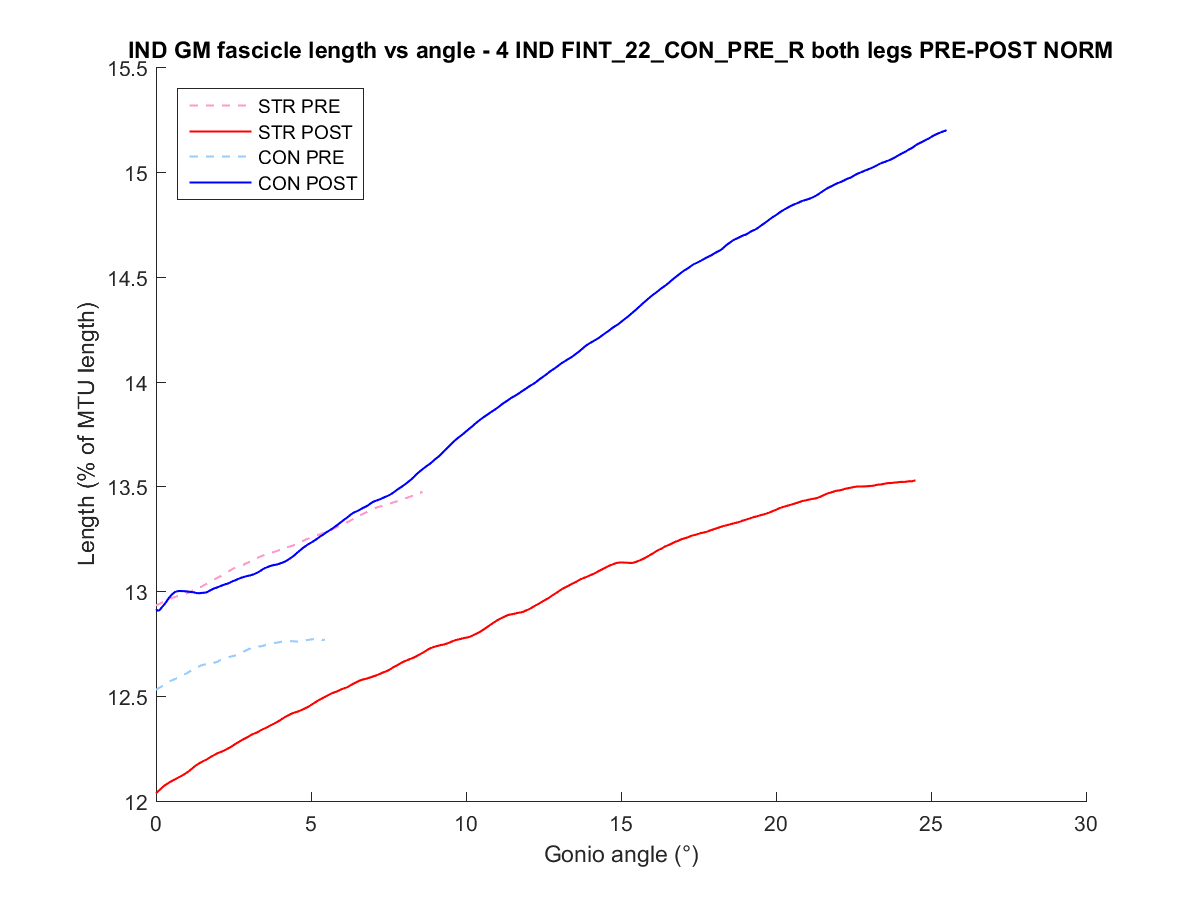 IND GM fascicle length vs angle - 4 IND FINT_22_CON_PRE_R both legs PRE-POST NORM
15.5
15
14.5
14
13.5
13
12.5
12
STR PRE
STR POST
CON PRE
CON POST
Length (% of MTU length)
0 5 10 15 20 25 30
Gonio angle (°)